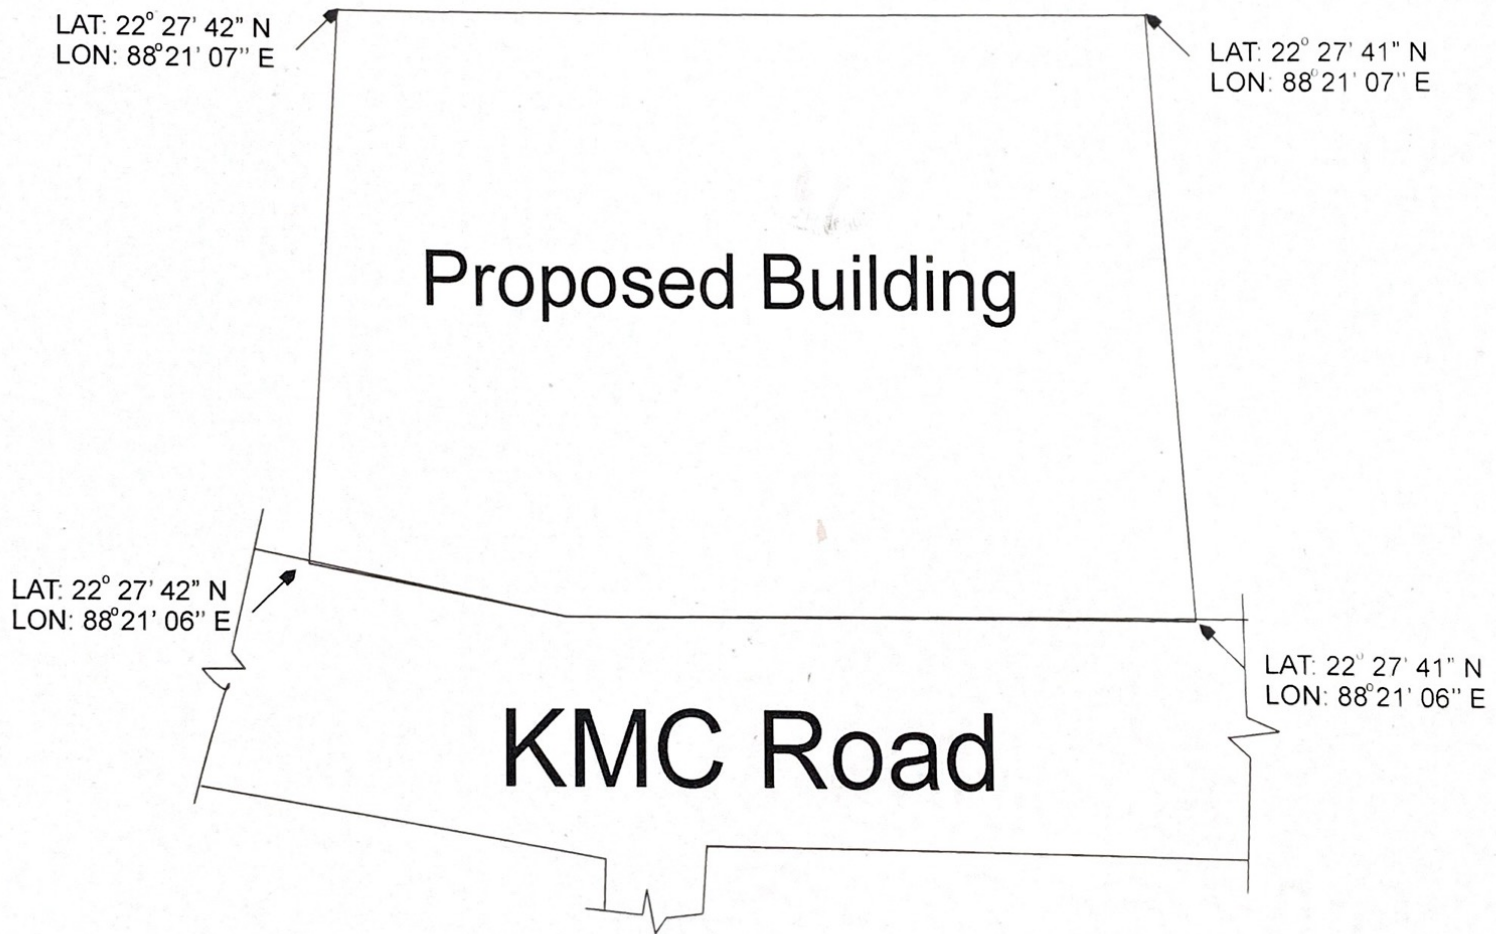 LAT: 22° 27' 42" N
LON: 88°21' 07" E
LAT: 22° 27' 41" N
LON: 88°21' 07" E
Proposed Building
LAT: 22° 27' 42" N
LON: 88°21' 06" E
LAT: 22° 27' 41" N
LON: 88°21' 06" E
KMC Road